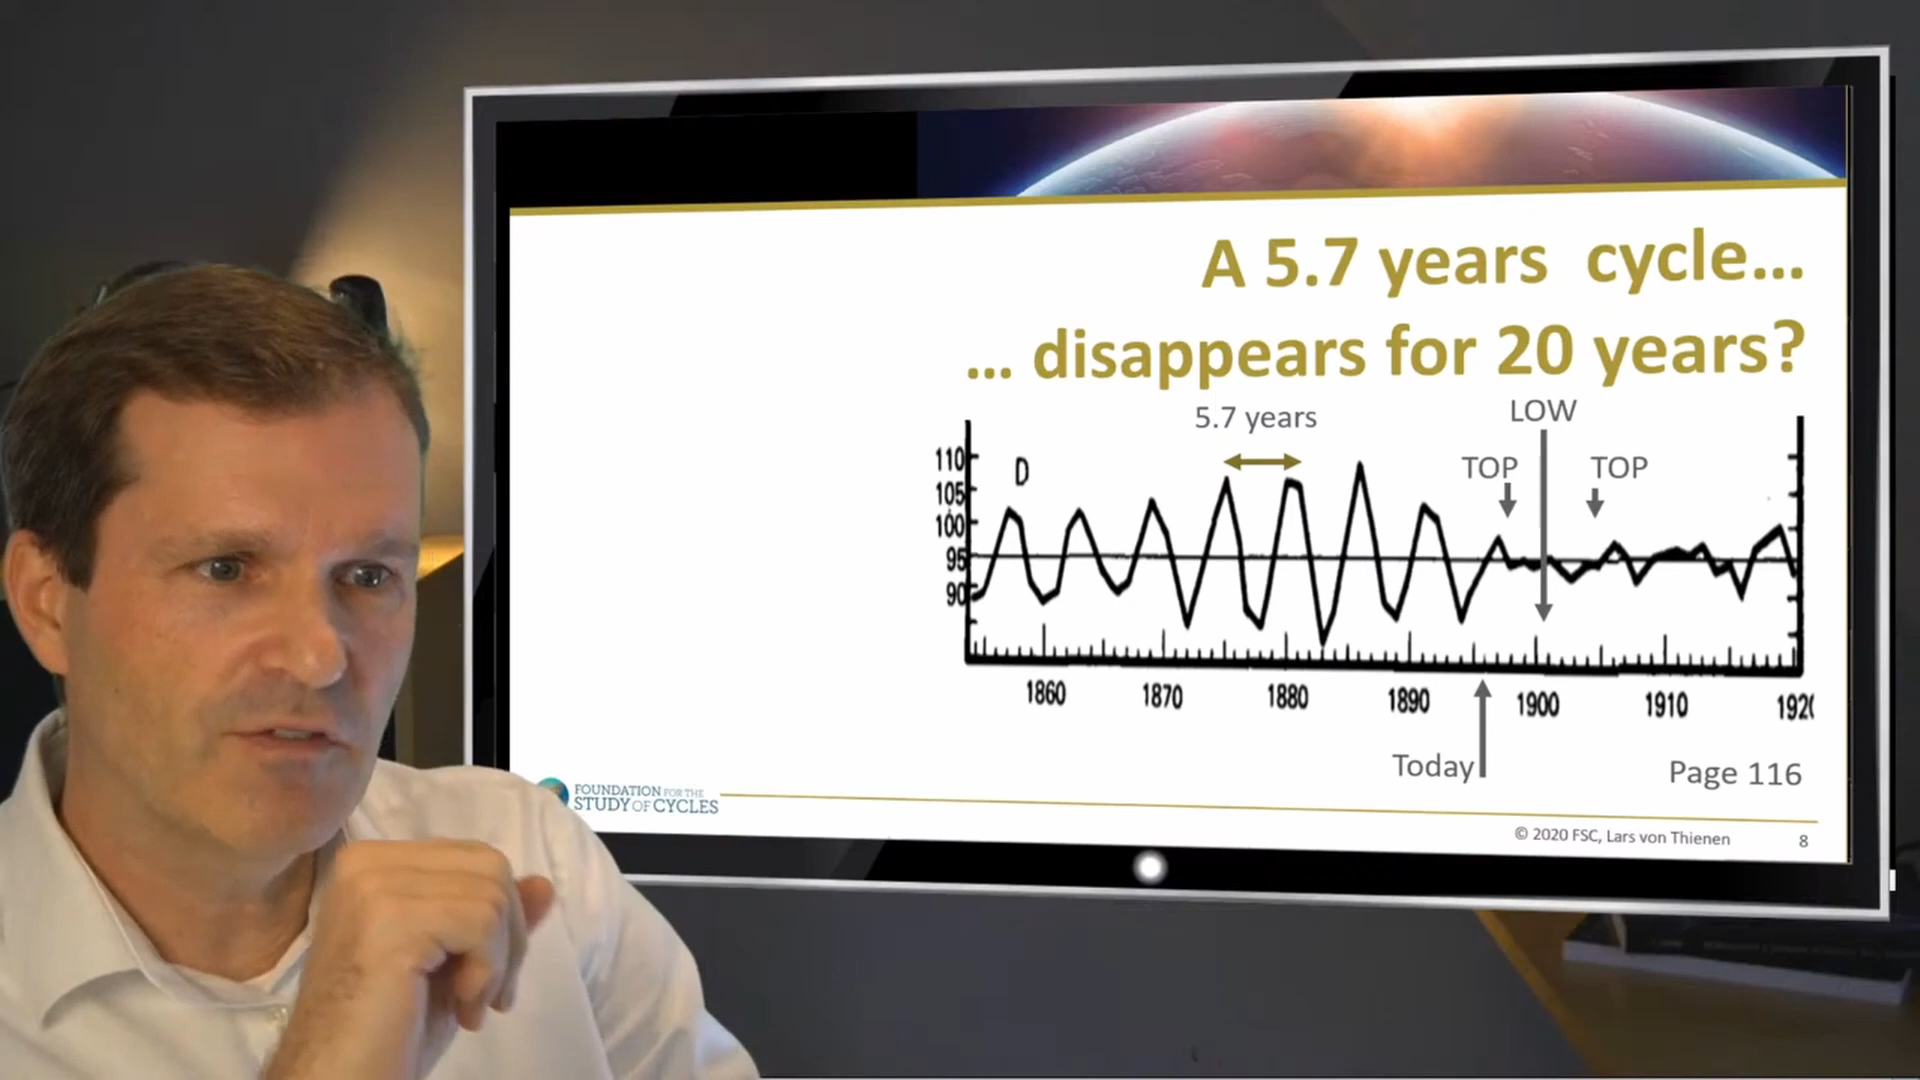 A 5.7 years cycle...
... disappears for 20 years?
5.7 years
LOW
TOP
TOP
D
110
105
100
95
90
1860
1870
1880
1890
1900
1910
1920
Today
Page 116
FOUNDATION FOR THE
STUDY OF CYCLES
© 2020 FSC, Lars von Thienen
8